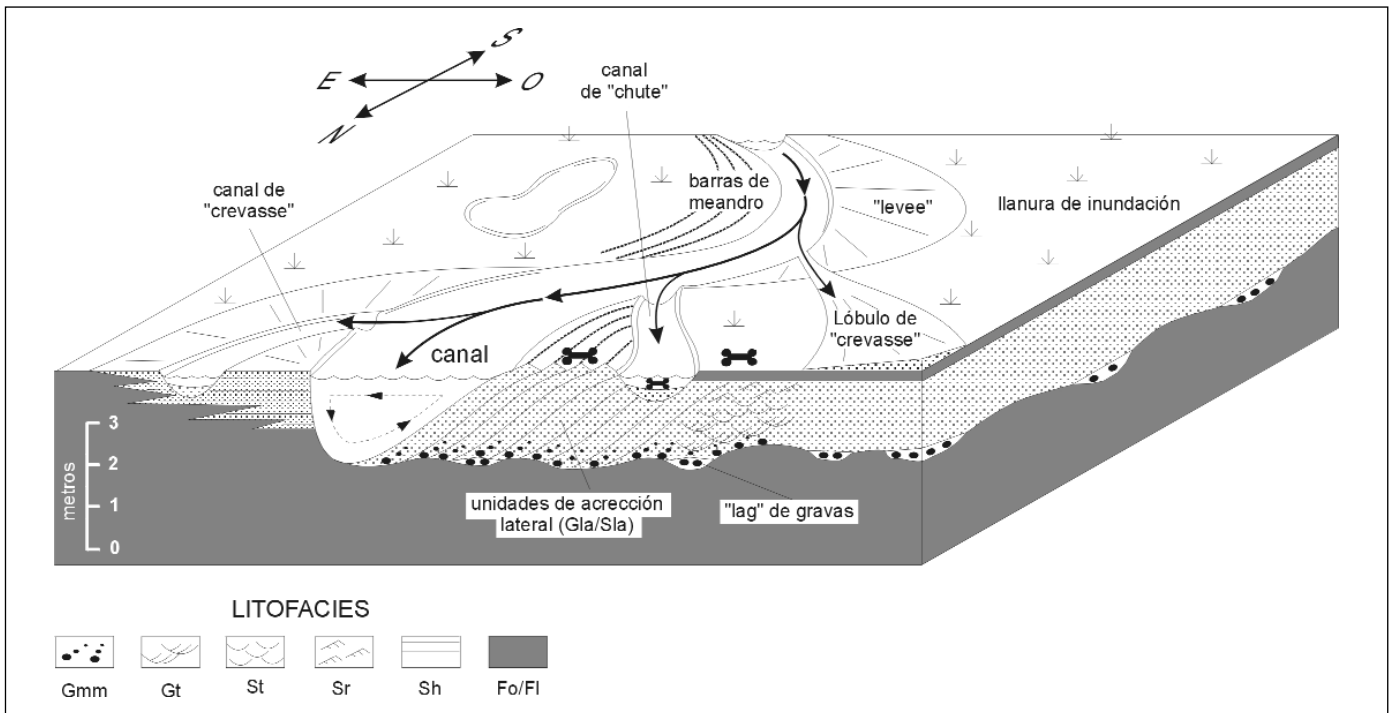 S
E
O
N
canal
de "chute"
canal de
"crevasse"
barras de
meandro
"levee"
llanura de inundación
Lóbulo de
"crevasse"
canal
3
2
1
0
metros
unidades de acrección
lateral (Gla/Sla)
"lag" de gravas
LITOFACIES
Gmm
Gt
St
Sr
Sh
Fo/Fl